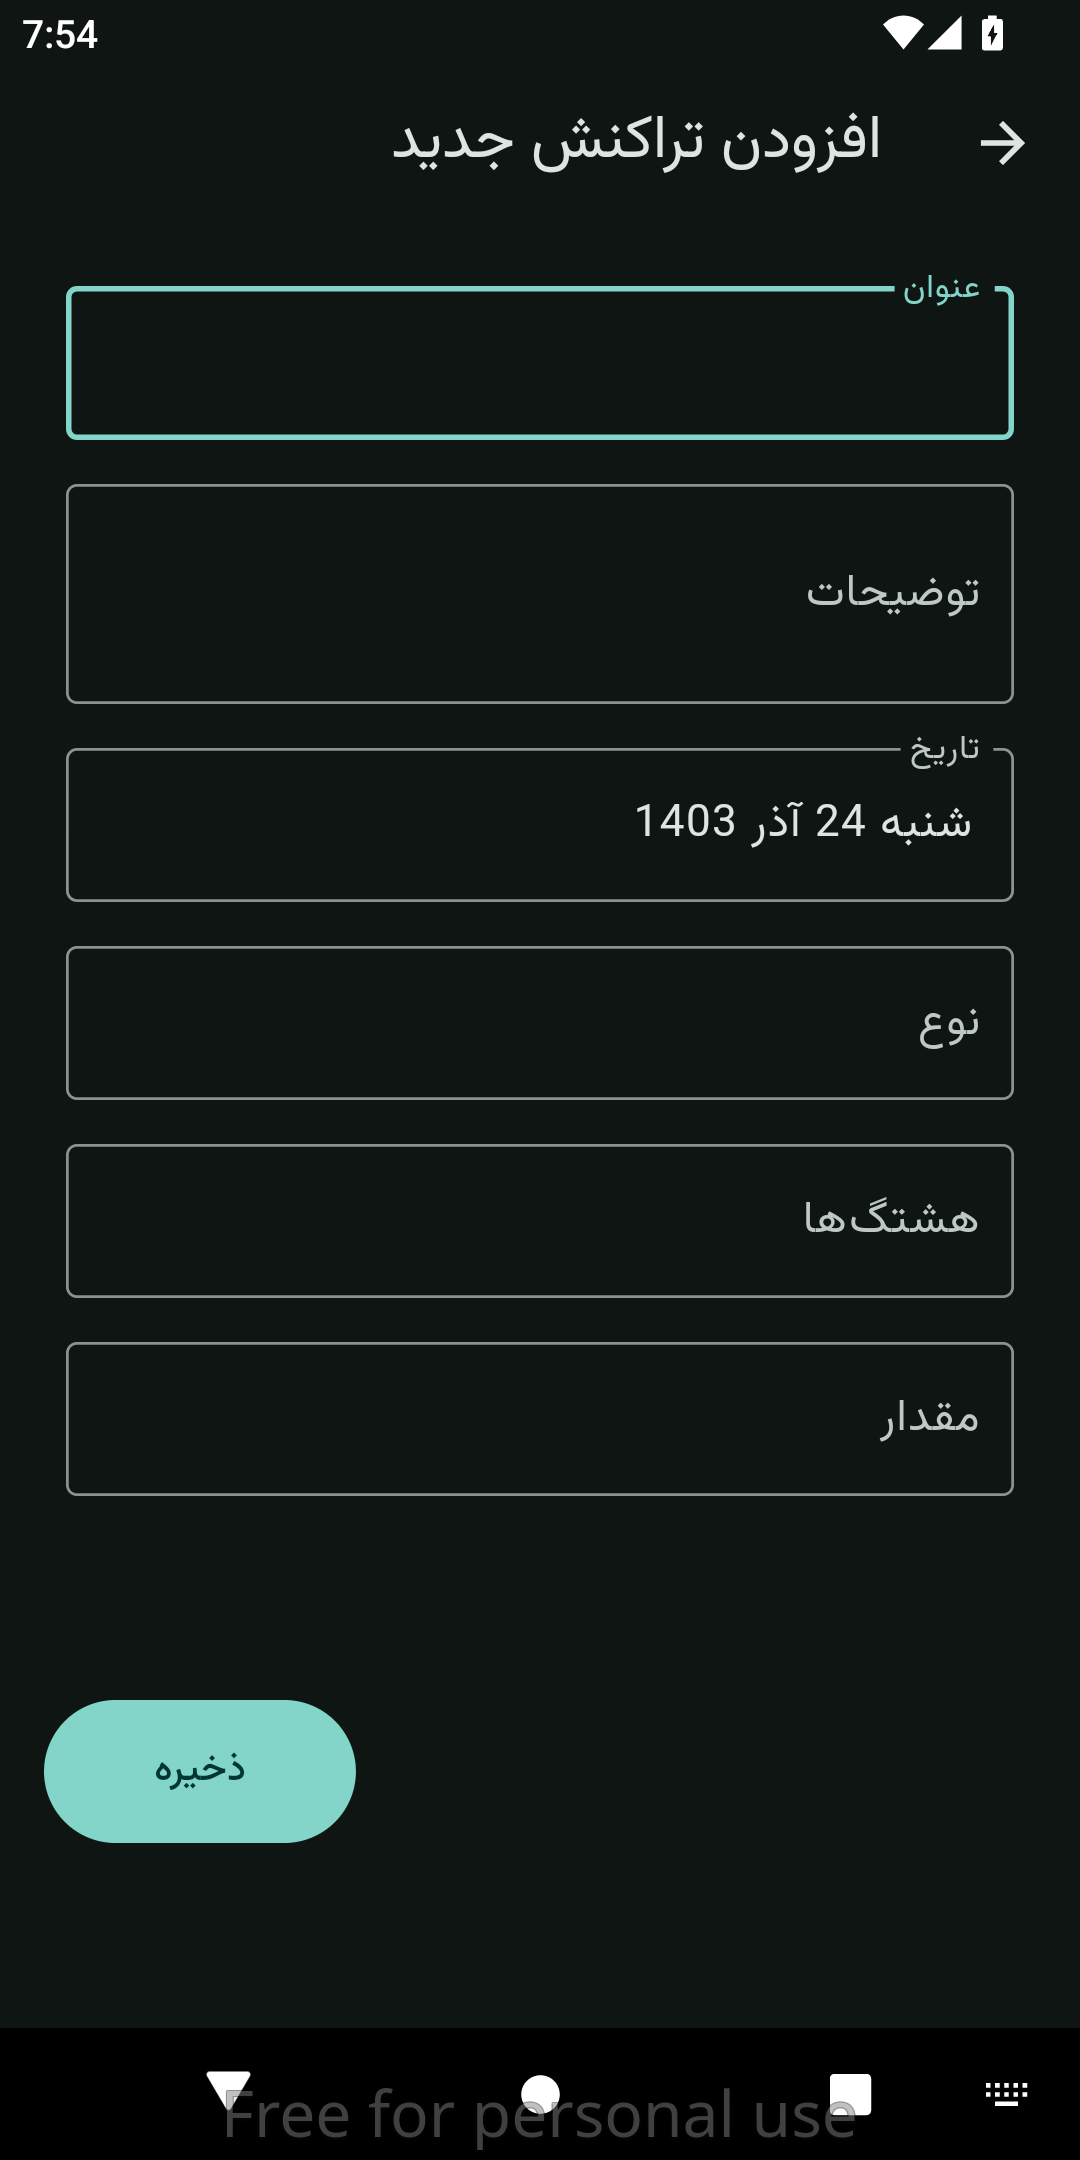 7:54
افزودن تراکنش جدید
عنوان
توضیحات
تاریخ
شنبه 24 آذر 1403
نوع
هشتگ‌ها
مقدار
ذخیره
Free for personal use